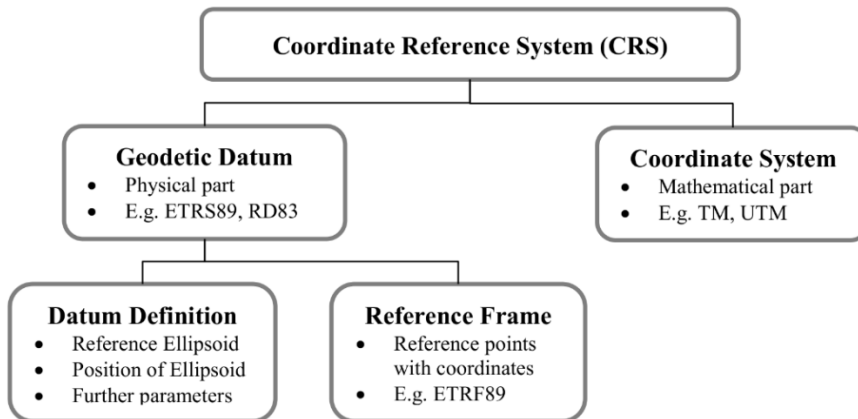 Coordinate Reference System (CRS)
Geodetic Datum
• Physical part
• E.g. ETRS89, RD83
Coordinate System
• Mathematical part
• E.g. TM, UTM
Datum Definition
• Reference Ellipsoid
• Position of Ellipsoid
• Further parameters
Reference Frame
• Reference points
with coordinates
• E.g. ETRF89